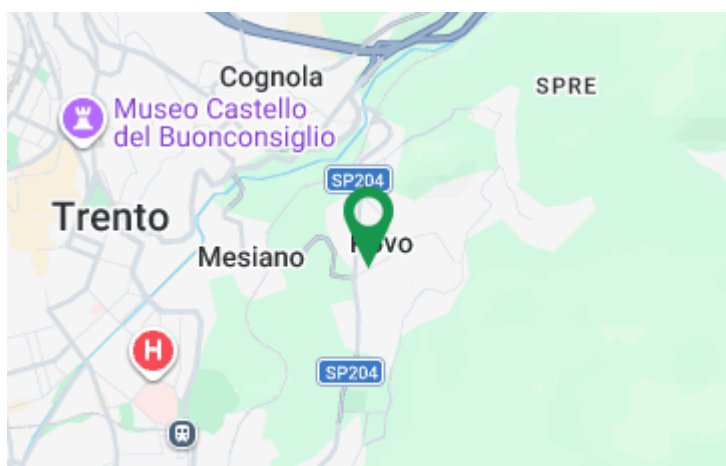 Cognola
SPRE
Museo Castello
del Buonconsiglio
SP204
Trento
Mesiano
H
SP204